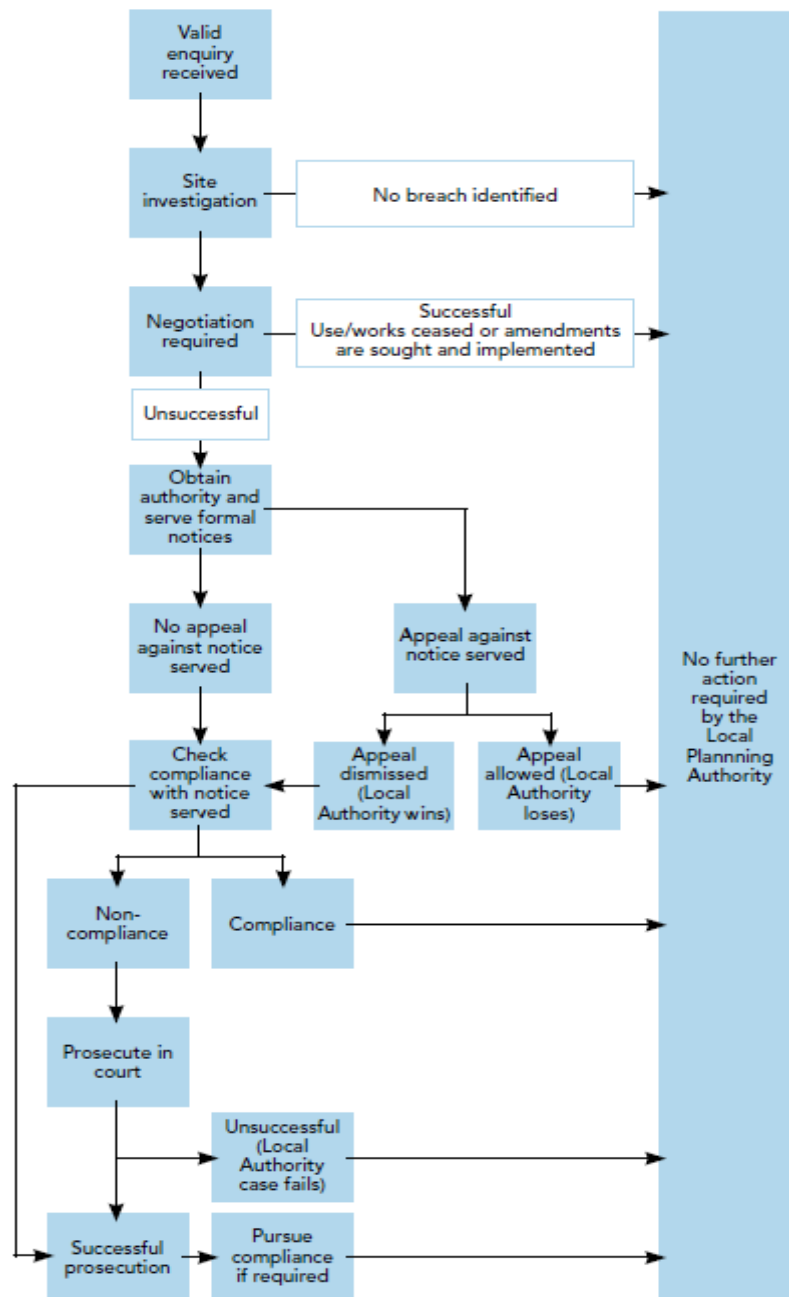 Valid
enquiry
received
Site
investigation
No breach identified
Negotiation
required
Successful
Use/works ceased or amendments
are sought and implemented
Unsuccessful
Obtain
authority and
serve formal
notices
No appeal
against notice
served
Appeal against
notice served
No further
action
required
by the
Local
Plannning
Authority
Check
compliance
with notice
served
Appeal
dismissed
(Local
Authority wins)
Appeal
allowed (Local
Authority
loses)
Non-
compliance
Compliance
Prosecute in
court
Unsuccessful
(Local
Authority
case fails)
Successful
prosecution
Pursue
compliance
if required